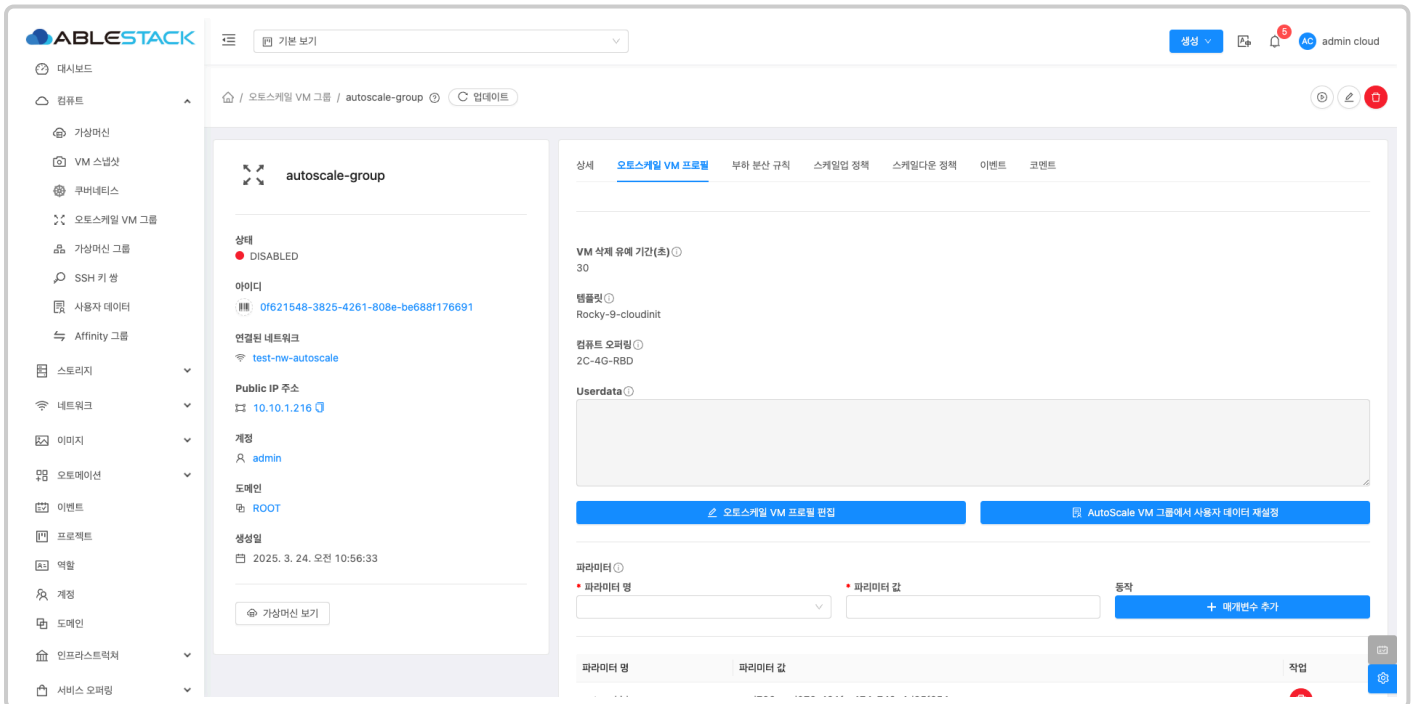 ABLESTACK
기본 보기
생성
5
AC
admin cloud
대시보드
컴퓨트
가상머신
VM 스냅샷
쿠버네티스
오토스케일 VM 그룹
가상머신 그룹
SSH 키 쌍
사용자 데이터
Affinity 그룹
스토리지
네트워크
이미지
오토메이션
이벤트
프로젝트
역할
계정
도메인
인프라스트럭쳐
서비스 오퍼링
/ 오토스케일 VM 그룹 / autoscale-group 업데이트
autoscale-group
상태
DISABLED
아이디
0f621548-3825-4261-808e-be688f176691
연결된 네트워크
test-nw-autoscale
Public IP 주소
10.10.1.216
계정
admin
도메인
ROOT
생성일
2025. 3. 24. 오전 10:56:33
가상머신 보기
상세 오토스케일 VM 프로필 부하 분산 규칙 스케일업 정책 스케일다운 정책 이벤트 코멘트
VM 삭제 유예 기간(초)
30
템플릿
Rocky-9-cloudinit
컴퓨트 오퍼링
2C-4G-RBD
Userdata
오토스케일 VM 프로필 편집
AutoScale VM 그룹에서 사용자 데이터 재설정
파라미터
* 파라미터 명 * 파리미터 값 동작
+ 매개변수 추가
파라미터 명 파리미터 값 작업